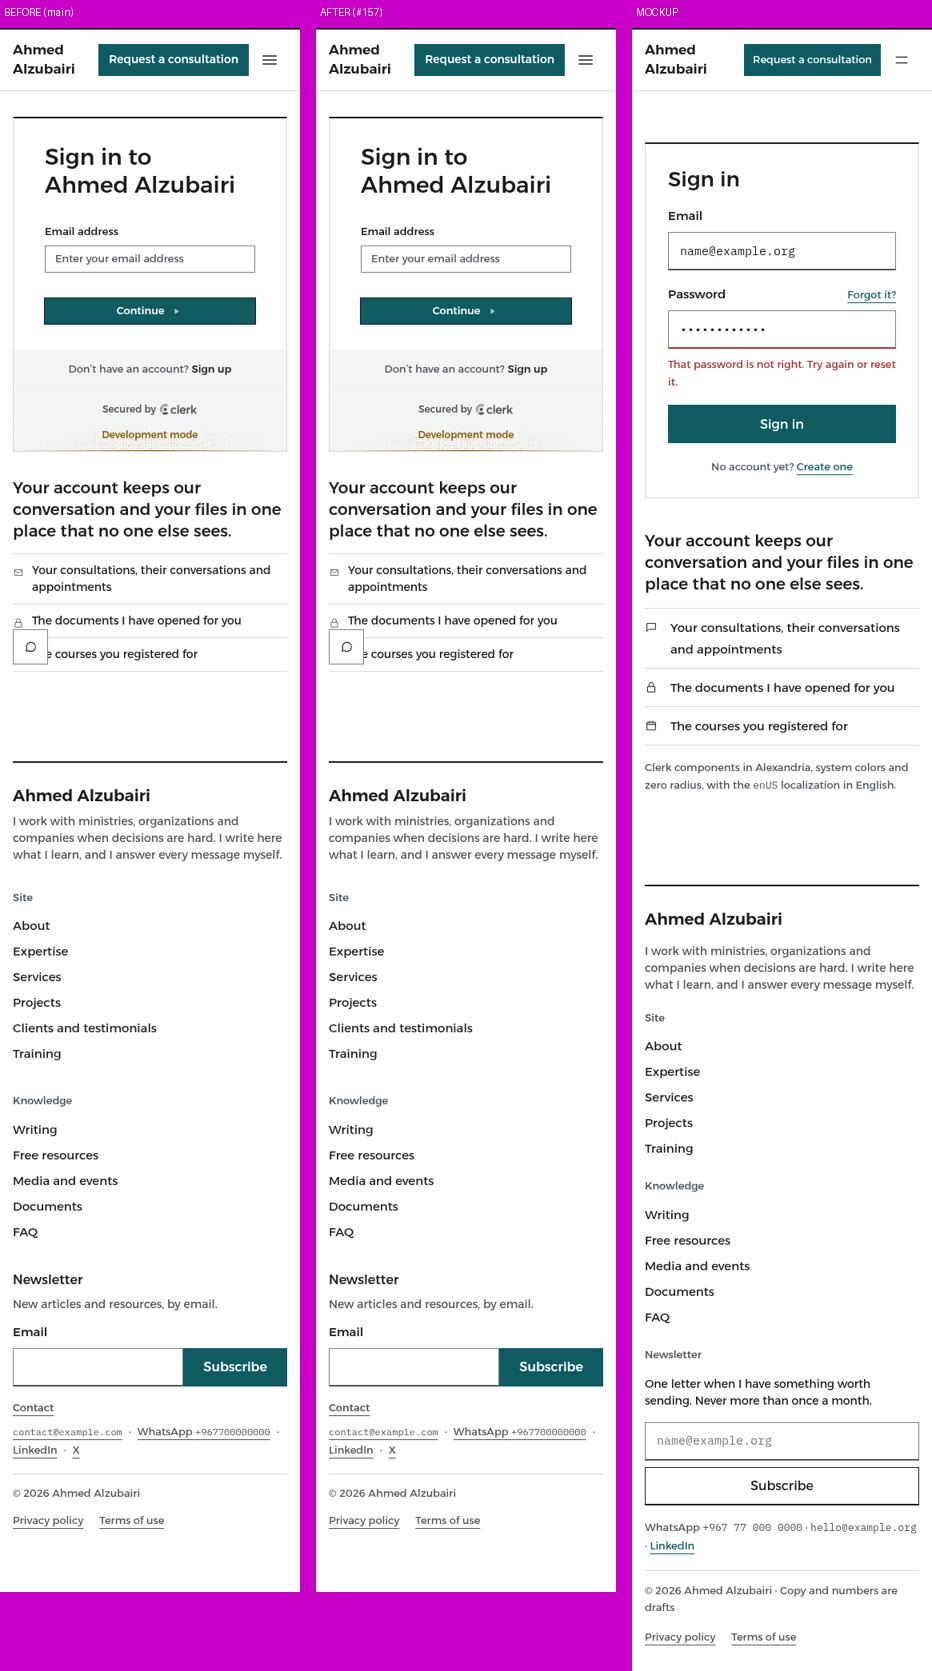 BEFORE (main)
Ahmed
Alzubairi
Request a consultation
Sign in to
Ahmed Alzubairi
Email address
Enter your email address
Continue
Don't have an account? Sign up
Secured by clerk
Development mode
Your account keeps our
conversation and your files in one
place that no one else sees.
Your consultations, their conversations and
appointments
The documents I have opened for you
e courses you registered for
Ahmed Alzubairi
I work with ministries, organizations and
companies when decisions are hard. I write here
what I learn, and I answer every message myself.
Site
About
Expertise
Services
Projects
Clients and testimonials
Training
Knowledge
Writing
Free resources
Media and events
Documents
FAQ
Newsletter
New articles and resources, by email.
Email
Subscribe
Contact
contact@example.com · WhatsApp +967700000000 ·
LinkedIn · X
© 2026 Ahmed Alzubairi
Privacy policy Terms of use
AFTER (#157)
Ahmed
Alzubairi
Request a consultation
Sign in to
Ahmed Alzubairi
Email address
Enter your email address
Continue
Don't have an account? Sign up
Secured by clerk
Development mode
Your account keeps our
conversation and your files in one
place that no one else sees.
Your consultations, their conversations and
appointments
The documents I have opened for you
e courses you registered for
Ahmed Alzubairi
I work with ministries, organizations and
companies when decisions are hard. I write here
what I learn, and I answer every message myself.
Site
About
Expertise
Services
Projects
Clients and testimonials
Training
Knowledge
Writing
Free resources
Media and events
Documents
FAQ
Newsletter
New articles and resources, by email.
Email
Subscribe
Contact
contact@example.com · WhatsApp +967700000000 ·
LinkedIn · X
© 2026 Ahmed Alzubairi
Privacy policy Terms of use
MOCKUP
Ahmed
Alzubairi
Request a consultation
Sign in
Email
name@example.org
Password Forgot it?
••••••••••••
That password is not right. Try again or reset
it.
Sign in
No account yet? Create one
Your account keeps our
conversation and your files in one
place that no one else sees.
Your consultations, their conversations
and appointments
The documents I have opened for you
The courses you registered for
Clerk components in Alexandria, system colors and
zero radius, with the enUS localization in English.
Ahmed Alzubairi
I work with ministries, organizations and
companies when decisions are hard. I write here
what I learn, and I answer every message myself.
Site
About
Expertise
Services
Projects
Training
Knowledge
Writing
Free resources
Media and events
Documents
FAQ
Newsletter
One letter when I have something worth
sending. Never more than once a month.
name@example.org
Subscribe
WhatsApp +967 77 000 0000 · hello@example.org
· LinkedIn
© 2026 Ahmed Alzubairi · Copy and numbers are
drafts
Privacy policy Terms of use